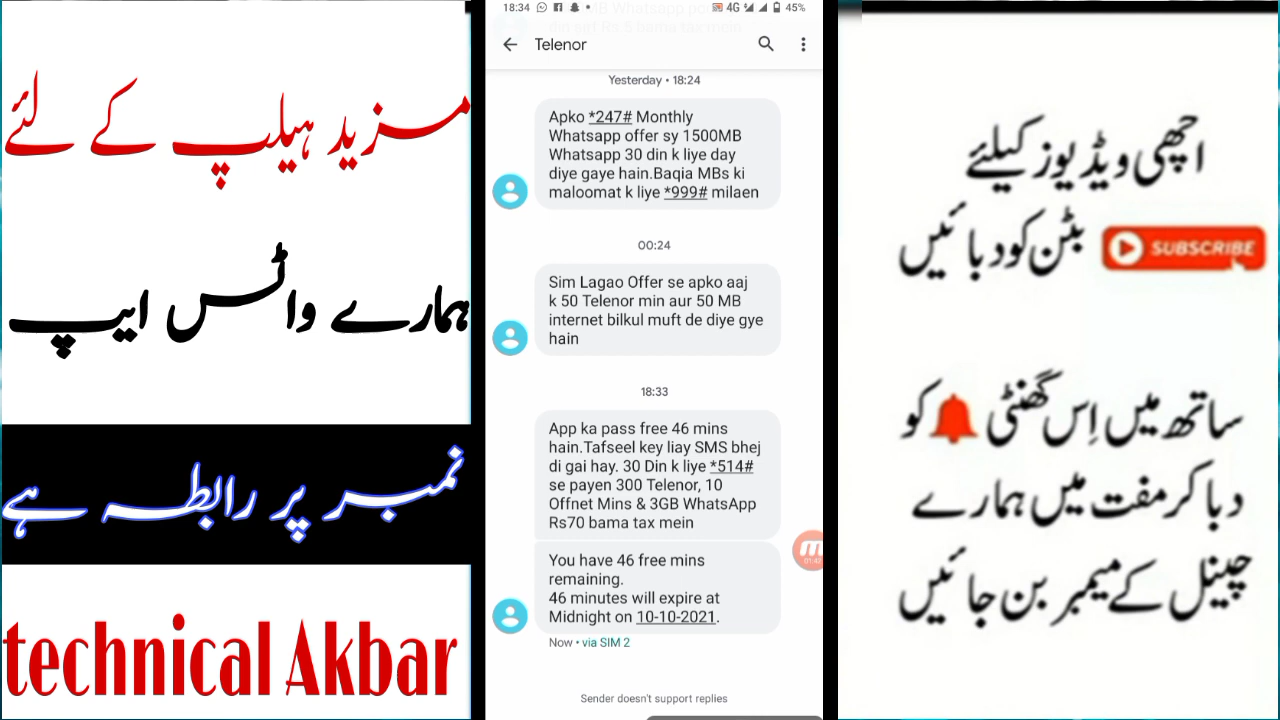 مزید ہیلپ کے لئے
ہمارے واٹس ایپ
نمبر پر رابطہ ہے
technical Akbar
18:34
4G
45%
Telenor
Yesterday • 18:24
Apko *247# Monthly
Whatsapp offer sy 1500MB
Whatsapp 30 din k liye day
diye gaye hain.Baqia MBs ki
maloomat k liye *999# milaen
00:24
Sim Lagao Offer se apko aaj
k 50 Telenor min aur 50 MB
internet bilkul muft de diye gye
hain
18:33
App ka pass free 46 mins
hain.Tafseel key liay SMS bhej
di gai hay. 30 Din k liye *514#
se payen 300 Telenor, 10
Offnet Mins & 3GB WhatsApp
Rs70 bama tax mein
You have 46 free mins
remaining.
46 minutes will expire at
Midnight on 10-10-2021.
Now • via SIM 2
Sender doesn't support replies
01:47
اچھی ویڈیوز کیلئے
SUBSCRIBE بٹن کو دبائیں
ساتھ میں اِس گھنٹی کو
دبا کر مفت میں ہمارے
چینل کے میمبر بن جائیں